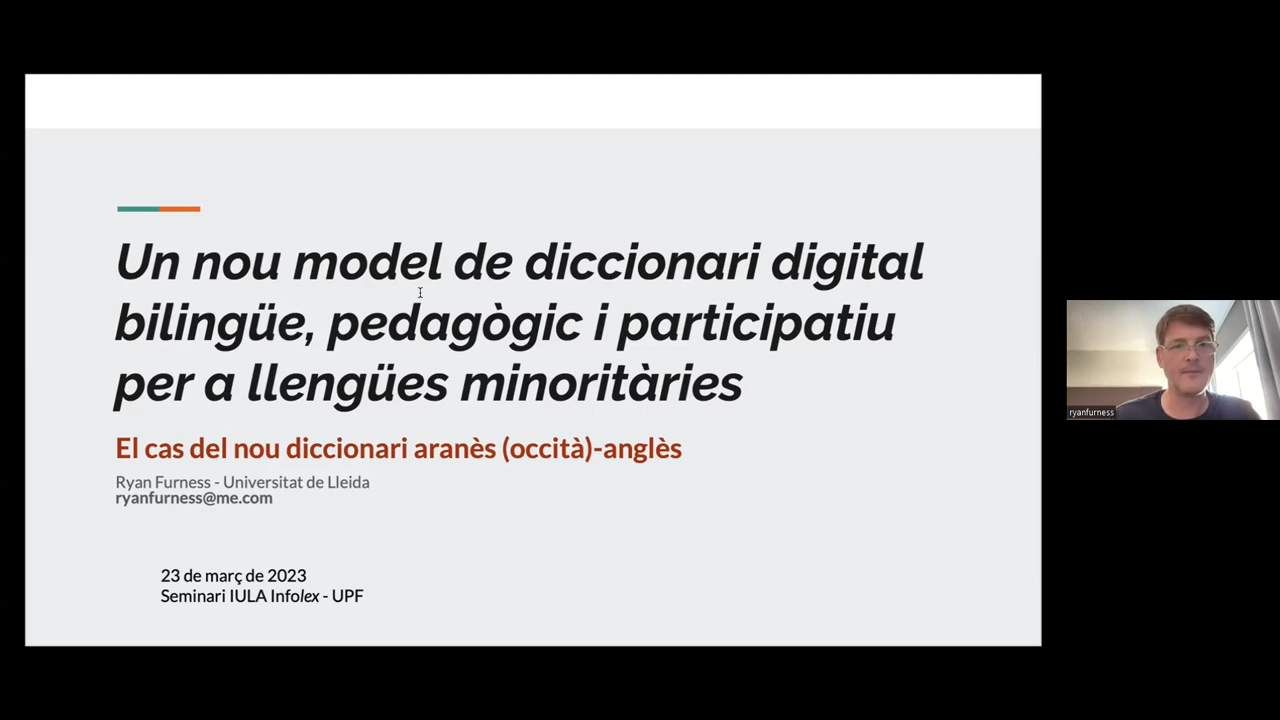 Un nou model de diccionari digital
bilingüe, pedagògic i participatiu
per a llengües minoritàries
El cas del nou diccionari aranès (occità)-anglès
Ryan Furness - Universitat de Lleida
ryanfurness@me.com
23 de març de 2023
Seminari IULA Infolex - UPF
ryanfurness